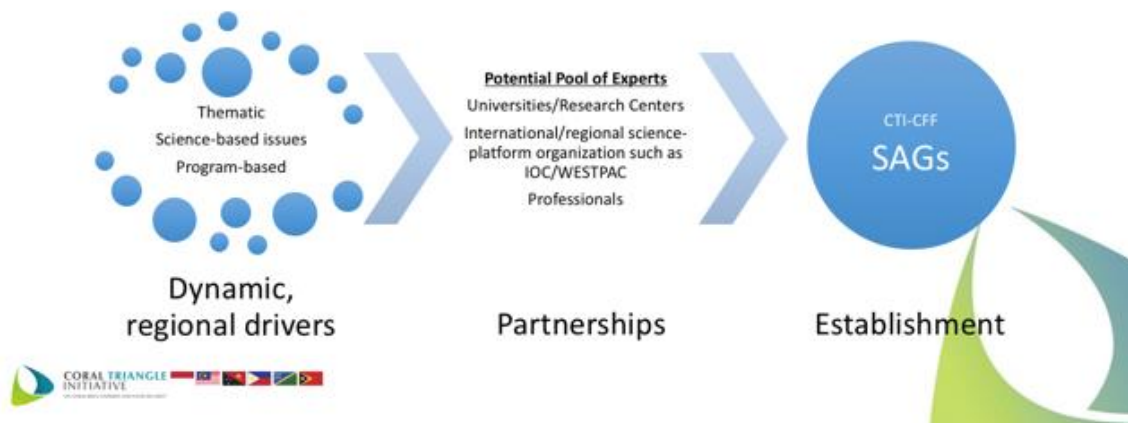 Thematic
Science-based issues
Program-based
Dynamic,
regional drivers
Potential Pool of Experts
Universities/Research Centers
International/regional science-
platform organization such as
IOC/WESTPAC
Professionals
Partnerships
CTI-CFF
SAGs
Establishment
CORAL TRIANGLE
INITIATIVE